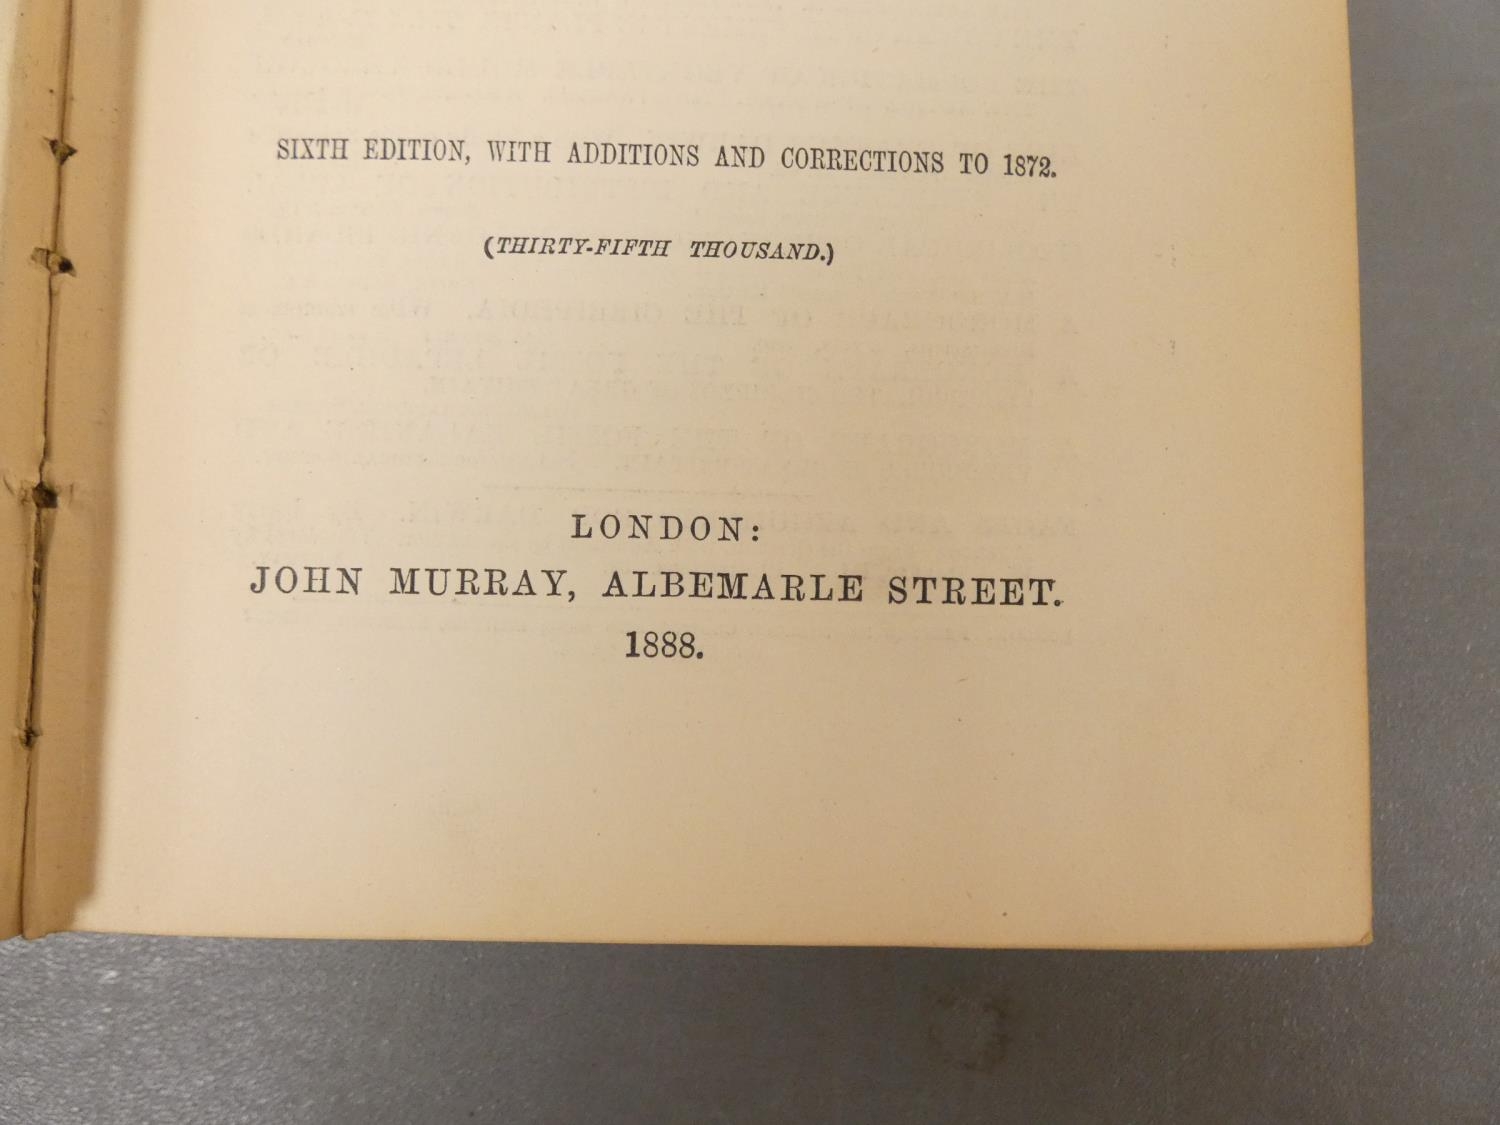 SIXTH EDITION, WITH ADDITIONS AND CORRECTIONS TO 1872.
(THIRTY-FIFTH THOUSAND.)
LONDON:
JOHN MURRAY, ALBEMARLE STREET.
1888.